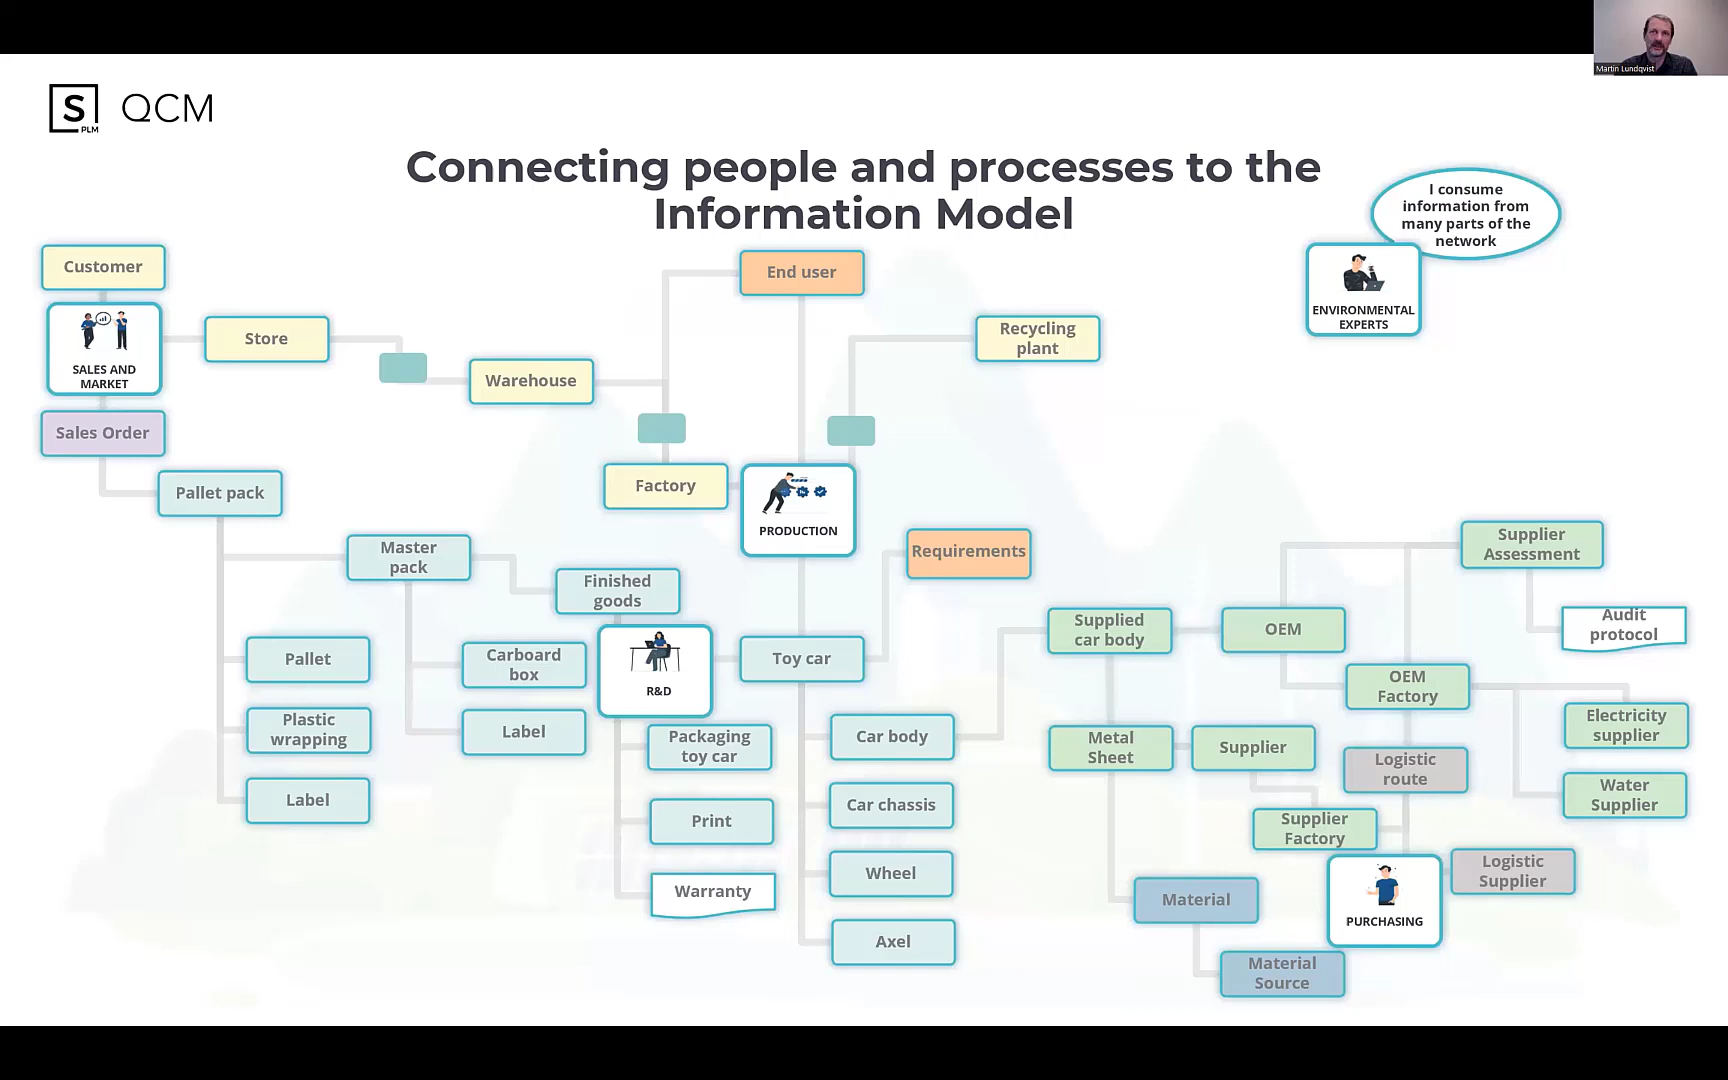 Martin Lundqvist
S
PLM
QCM
Connecting people and processes to the
Information Model
I consume
information from
many parts of the
network
ENVIRONMENTAL
EXPERTS
Customer
SALES AND
MARKET
Store
Warehouse
End user
Recycling
plant
Sales Order
Pallet pack
Factory
PRODUCTION
Master
pack
Finished
goods
Requirements
Supplier
Assessment
Audit
protocol
Pallet
Carboard
box
R&D
Toy car
Supplied
car body
OEM
OEM
Factory
Plastic
wrapping
Label
Packaging
toy car
Car body
Metal
Sheet
Supplier
Logistic
route
Electricity
supplier
Label
Print
Car chassis
Supplier
Factory
Water
Supplier
Warranty
Wheel
Material
PURCHASING
Logistic
Supplier
Axel
Material
Source